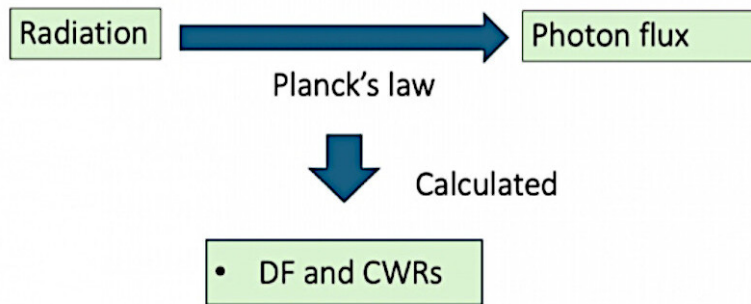 Radiation
Photon flux
Planck’s law
Calculated
• DF and CWRs